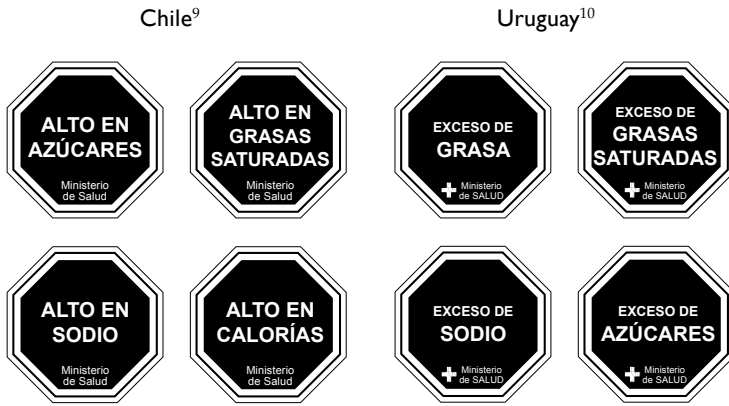 Chile⁹
Uruguay¹⁰
ALTO EN
AZÚCARES
Ministerio
de Salud
ALTO EN
GRASAS
SATURADAS
Ministerio
de Salud
EXCESO DE
GRASA
Ministerio
de SALUD
EXCESO DE
GRASAS
SATURADAS
Ministerio
de SALUD
ALTO EN
SODIO
Ministerio
de Salud
ALTO EN
CALORÍAS
Ministerio
de Salud
EXCESO DE
SODIO
Ministerio
de SALUD
EXCESO DE
AZÚCARES
Ministerio
de SALUD